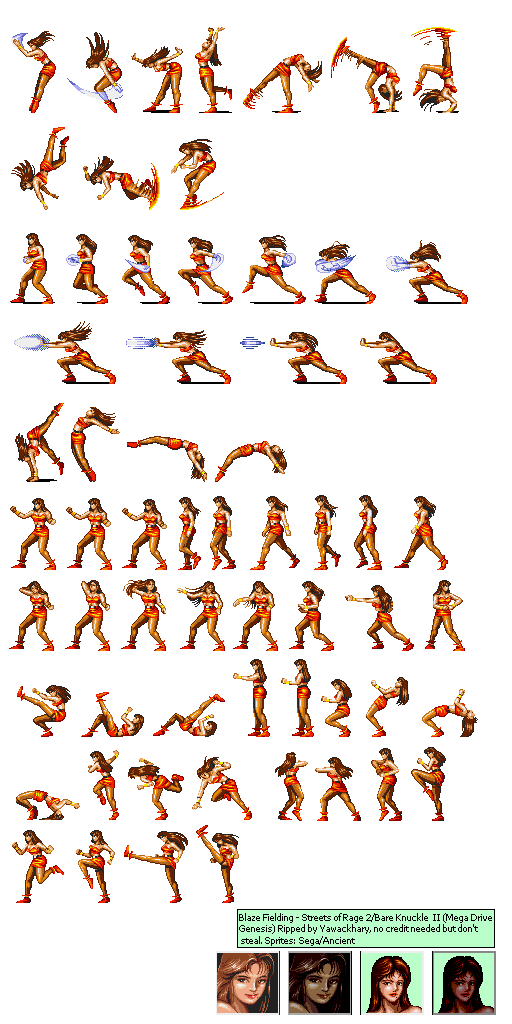 Blaze Fielding - Streets of Rage 2/Bare Knuckle II (Mega Drive
Genesis) Ripped by Yawackhary, no credit needed but don't
steal. Sprites: Sega/Ancient